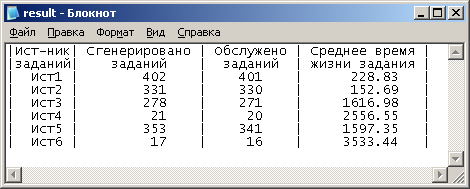 result - Блокнот
Файл Правка Формат Вид Справка
|Ист-ник| Сгенерировано | Обслужено | Среднее время |
|заданий| заданий | заданий | жизни задания |
| ист1 | 402 | 401 | 228.83 |
| ист2 | 331 | 330 | 152.69 |
| ист3 | 278 | 271 | 1616.98 |
| ист4 | 21 | 20 | 2556.55 |
| ист5 | 353 | 341 | 1597.35 |
| ист6 | 17 | 16 | 3533.44 |